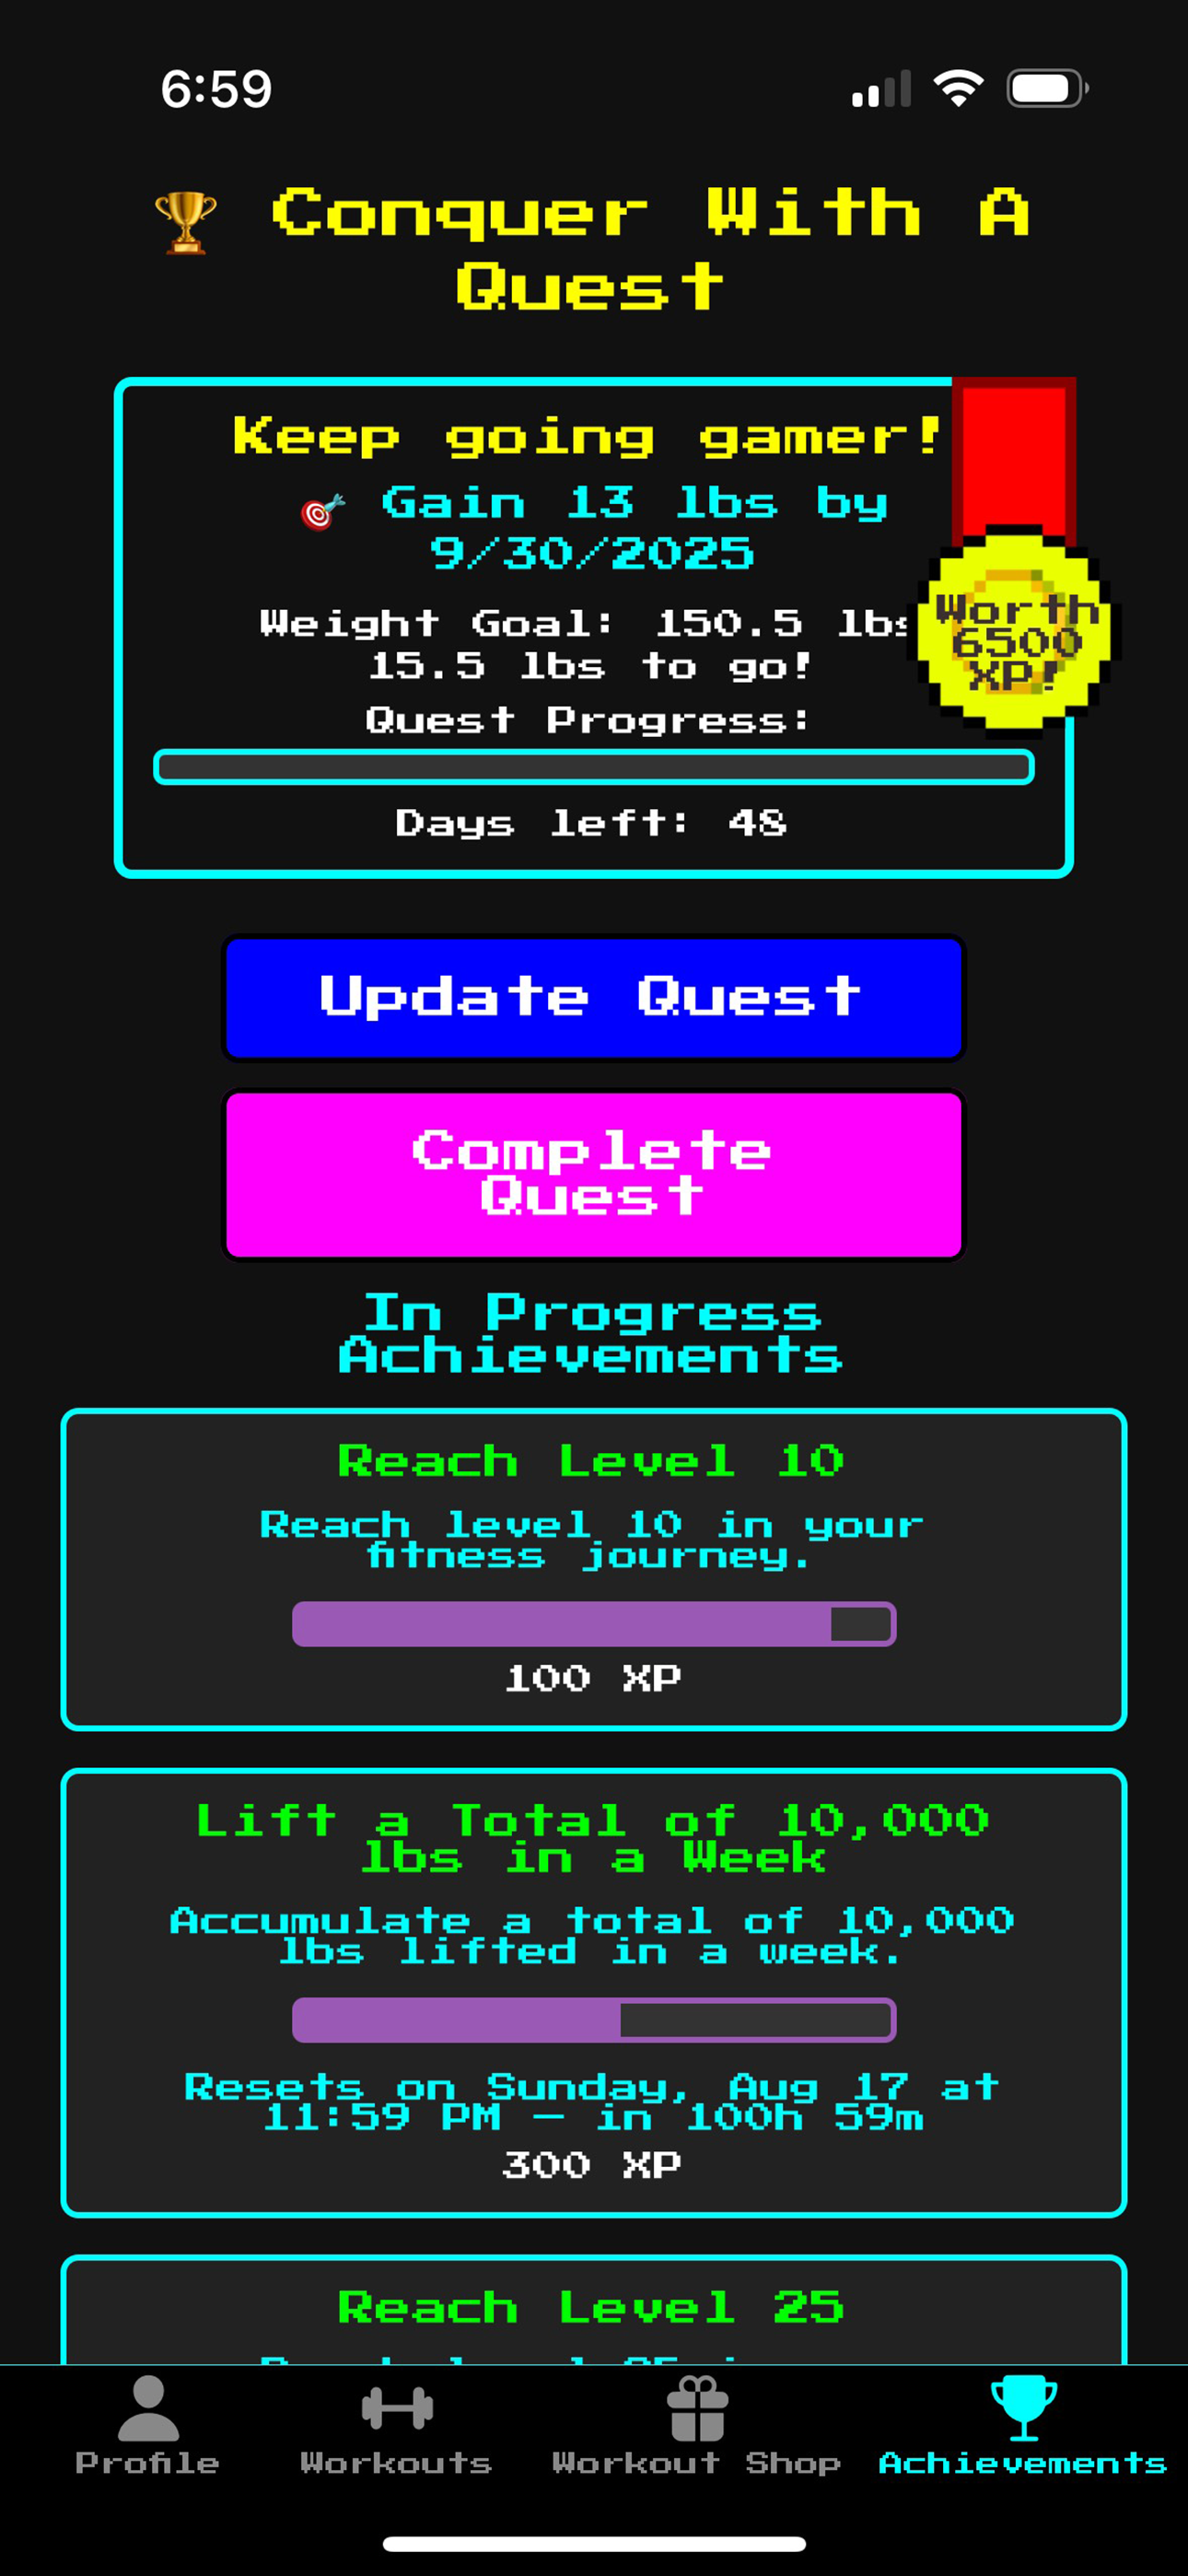 6:59
Conquer With A
Quest
Keep going gamer!
Gain 13 lbs by
9/30/2025
Weight Goal: 150.5 lbs
15.5 lbs to go!
Worth
6500
XP!
Quest Progress:
Days left: 48
Update Quest
Complete
Quest
In Progress
Achievements
Reach Level 10
Reach level 10 in your
fitness journey.
100 XP
Lift a Total of 10,000
lbs in a Week
Accumulate a total of 10,000
lbs lifted in a week.
Resets on Sunday, Aug 17 at
11:59 PM — in 100h 59m
300 XP
Reach Level 25
Profile
Workouts
Workout Shop
Achievements